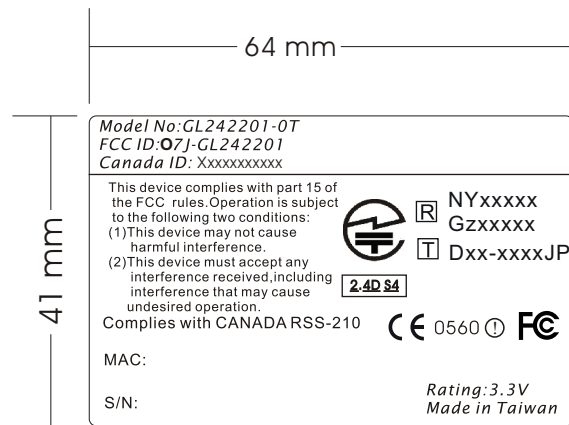 64 mm
41 mm
Model No:GL242201-0T
FCC ID:O7J-GL242201
Canada ID: Xxxxxxxxxxx
This device complies with part 15 of
the FCC rules.Operation is subject
to the following two conditions:
(1)This device may not cause
harmful interference.
(2)This device must accept any
interference received,including
interference that may cause
undesired operation.
Complies with CANADA RSS-210
R NYxxxxx
Gzxxxxx
T Dxx-xxxxJP
2.4D S4
CE 0560 ! FC
MAC:
S/N:
Rating:3.3V
Made in Taiwan